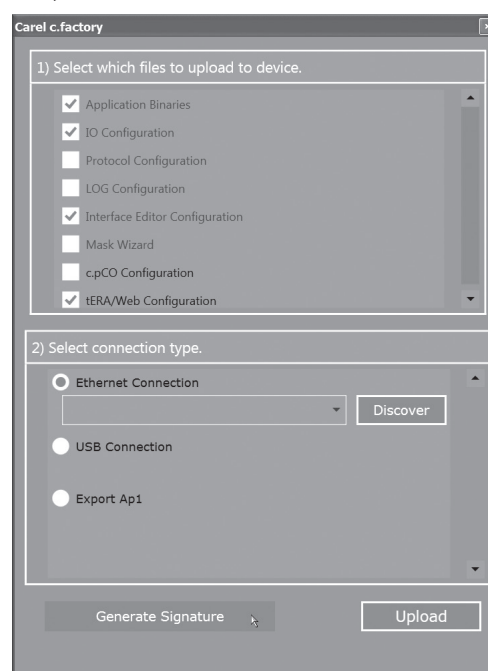 Carel c.factory
1) Select which files to upload to device.
Application Binaries
IO Configuration
Protocol Configuration
LOG Configuration
Interface Editor Configuration
Mask Wizard
c.pCO Configuration
tERA/Web Configuration
2) Select connection type.
Ethernet Connection
Discover
USB Connection
Export Ap1
Generate Signature
Upload